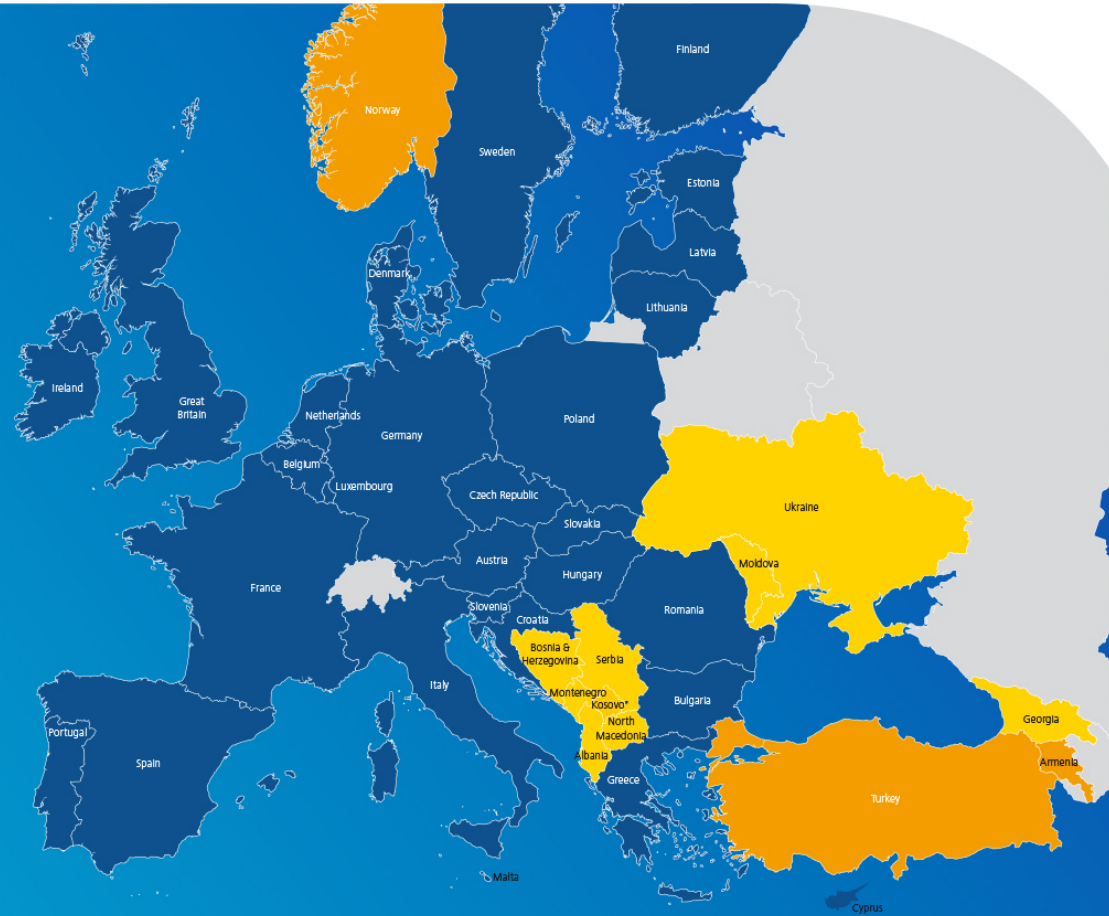 Finland
Norway
Sweden
Estonia
Latvia
Denmark
Lithuania
Ireland
Great
Britain
Netherlands
Germany
Poland
Belgium
Luxembourg
Czech Republic
Slovakia
Ukraine
Austria
Moldova
Hungary
France
Slovenia
Romania
Croatia
Bosnia &
Herzegovina
Serbia
Italy
Montenegro
Kosovo*
Bulgaria
North
Macedonia
Georgia
Portugal
Albania
Armenia
Spain
Greece
Turkey
Malta
Cyprus